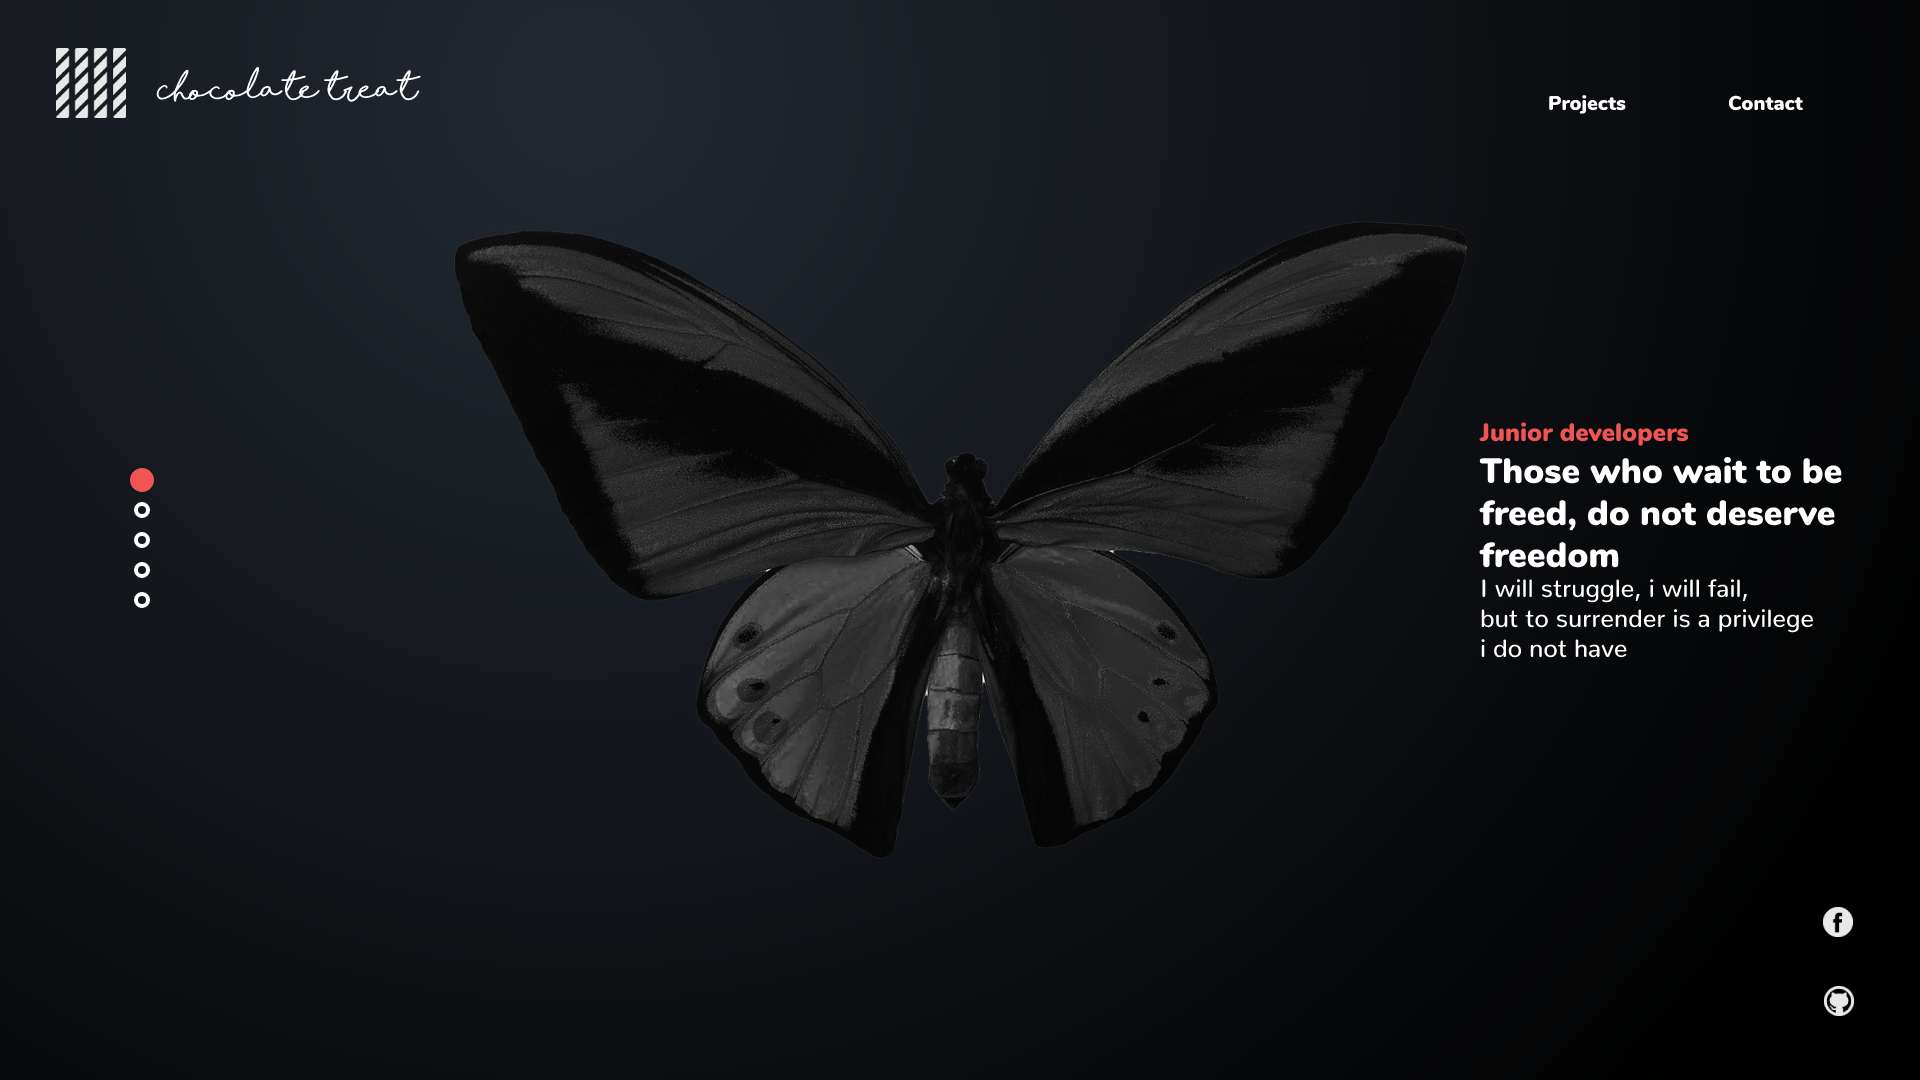 chocolate treat
Projects
Contact
Junior developers
Those who wait to be
freed, do not deserve
freedom
I will struggle, i will fail,
but to surrender is a privilege
i do not have